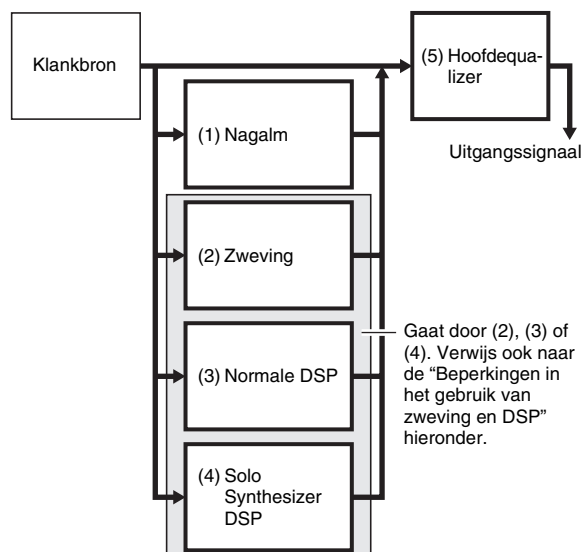 Klankbron
(5) Hoofdequa-
lizer
(1) Nagalm
Uitgangssignaal
(2) Zweving
(3) Normale DSP
Gaat door (2), (3) of
(4). Verwijs ook naar
de “Beperkingen in
het gebruik van
zweving en DSP”
hieronder.
(4) Solo
Synthesizer
DSP